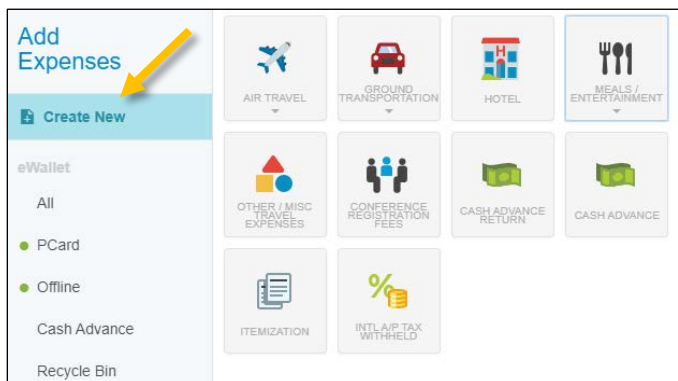 Add
Expenses
Create New
eWallet
All
PCard
Offline
Cash Advance
Recycle Bin
AIR TRAVEL
GROUND
TRANSPORTATION
H
HOTEL
MEALS /
ENTERTAINMENT
OTHER / MISC
TRAVEL
EXPENSES
CONFERENCE
REGISTRATION
FEES
CASH ADVANCE
RETURN
CASH ADVANCE
ITEMIZATION
%
INTL A/P TAX
WITHHELD